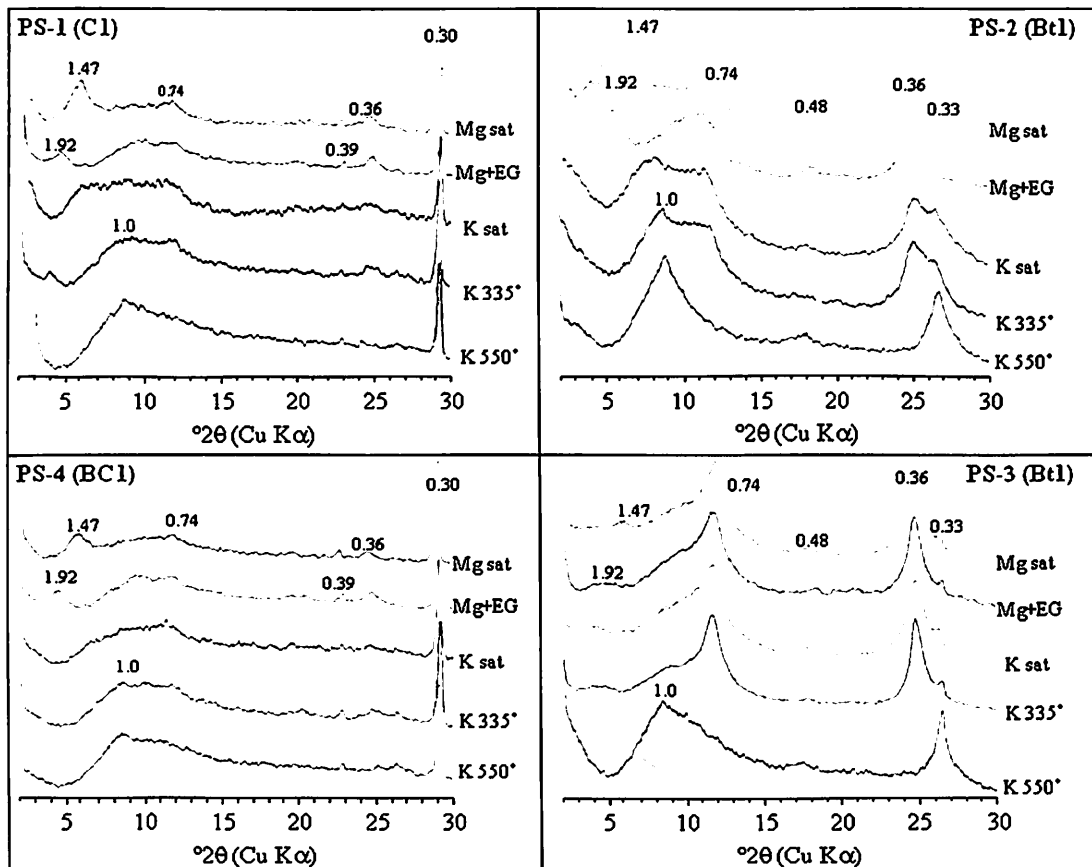 PS-1 (C1)
0.30
1.47
0.74
0.36
Mg sat
1.92
0.39
Mg+EG
K sat
1.0
K 335°
K 550°
5 10 15 20 25 30
°2θ (Cu Kα)
1.47
PS-2 (Bt1)
0.74
0.36
1.92
0.48
0.33
Mg sat
Mg+EG
1.0
K sat
K 335°
K 550°
5 10 15 20 25 30
°2θ (Cu Kα)
PS-4 (BC1)
0.30
1.47
0.74
0.36
Mg sat
1.92
0.39
Mg+EG
K sat
1.0
K 335°
K 550°
5 10 15 20 25 30
°2θ (Cu Kα)
PS-3 (Bt1)
0.74
0.36
1.47
0.48
0.33
Mg sat
1.92
Mg+EG
K sat
1.0
K 335°
K 550°
5 10 15 20 25 30
°2θ (Cu Kα)